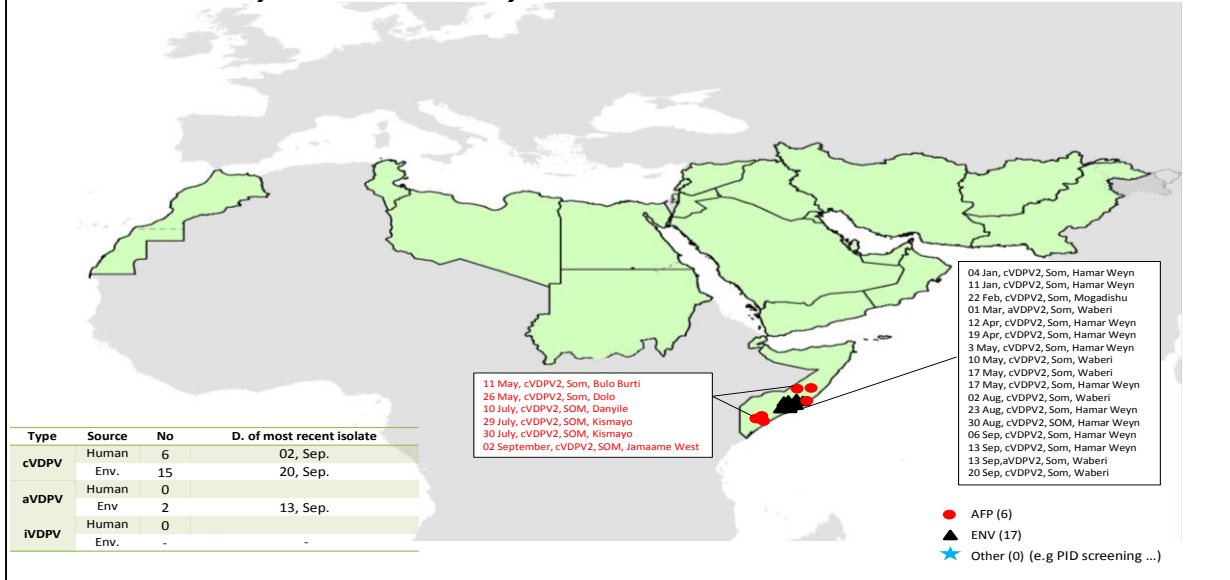 04 Jan, cVDPV2, Som, Hamar Weyn
11 Jan, cVDPV2, Som, Hamar Weyn
22 Feb, cVDPV2, Som, Mogadishu
01 Mar, aVDPV2, Som, Waberi
12 Apr, cVDPV2, Som, Hamar Weyn
19 Apr, cVDPV2, Som, Hamar Weyn
3 May, cVDPV2, Som, Hamar Weyn
10 May, cVDPV2, Som, Waberi
17 May, cVDPV2, Som, Waberi
17 May, cVDPV2, Som, Hamar Weyn
02 Aug, cVDPV2, Som, Waberi
23 Aug, cVDPV2, Som, Hamar Weyn
30 Aug, cVDPV2, SOM, Hamar Weyn
06 Sep, cVDPV2, Som, Hamar Weyn
13 Sep, cVDPV2, Som, Hamar Weyn
13 Sep,aVDPV2, Som, Waberi
20 Sep, cVDPV2, Som, Waberi
11 May, cVDPV2, Som, Bulo Burti
26 May, cVDPV2, Som, Dolo
10 July, cVDPV2, SOM, Danyile
29 July, cVDPV2, SOM, Kismayo
30 July, cVDPV2, SOM, Kismayo
02 September, cVDPV2, SOM, Jamaame West
Type Source No D. of most recent isolate
cVDPV Human 6 02, Sep.
Env. 15 20, Sep.
aVDPV Human 0
Env 2 13, Sep.
iVDPV Human 0
Env. - -
AFP (6)
ENV (17)
Other (0) (e.g PID screening ...)